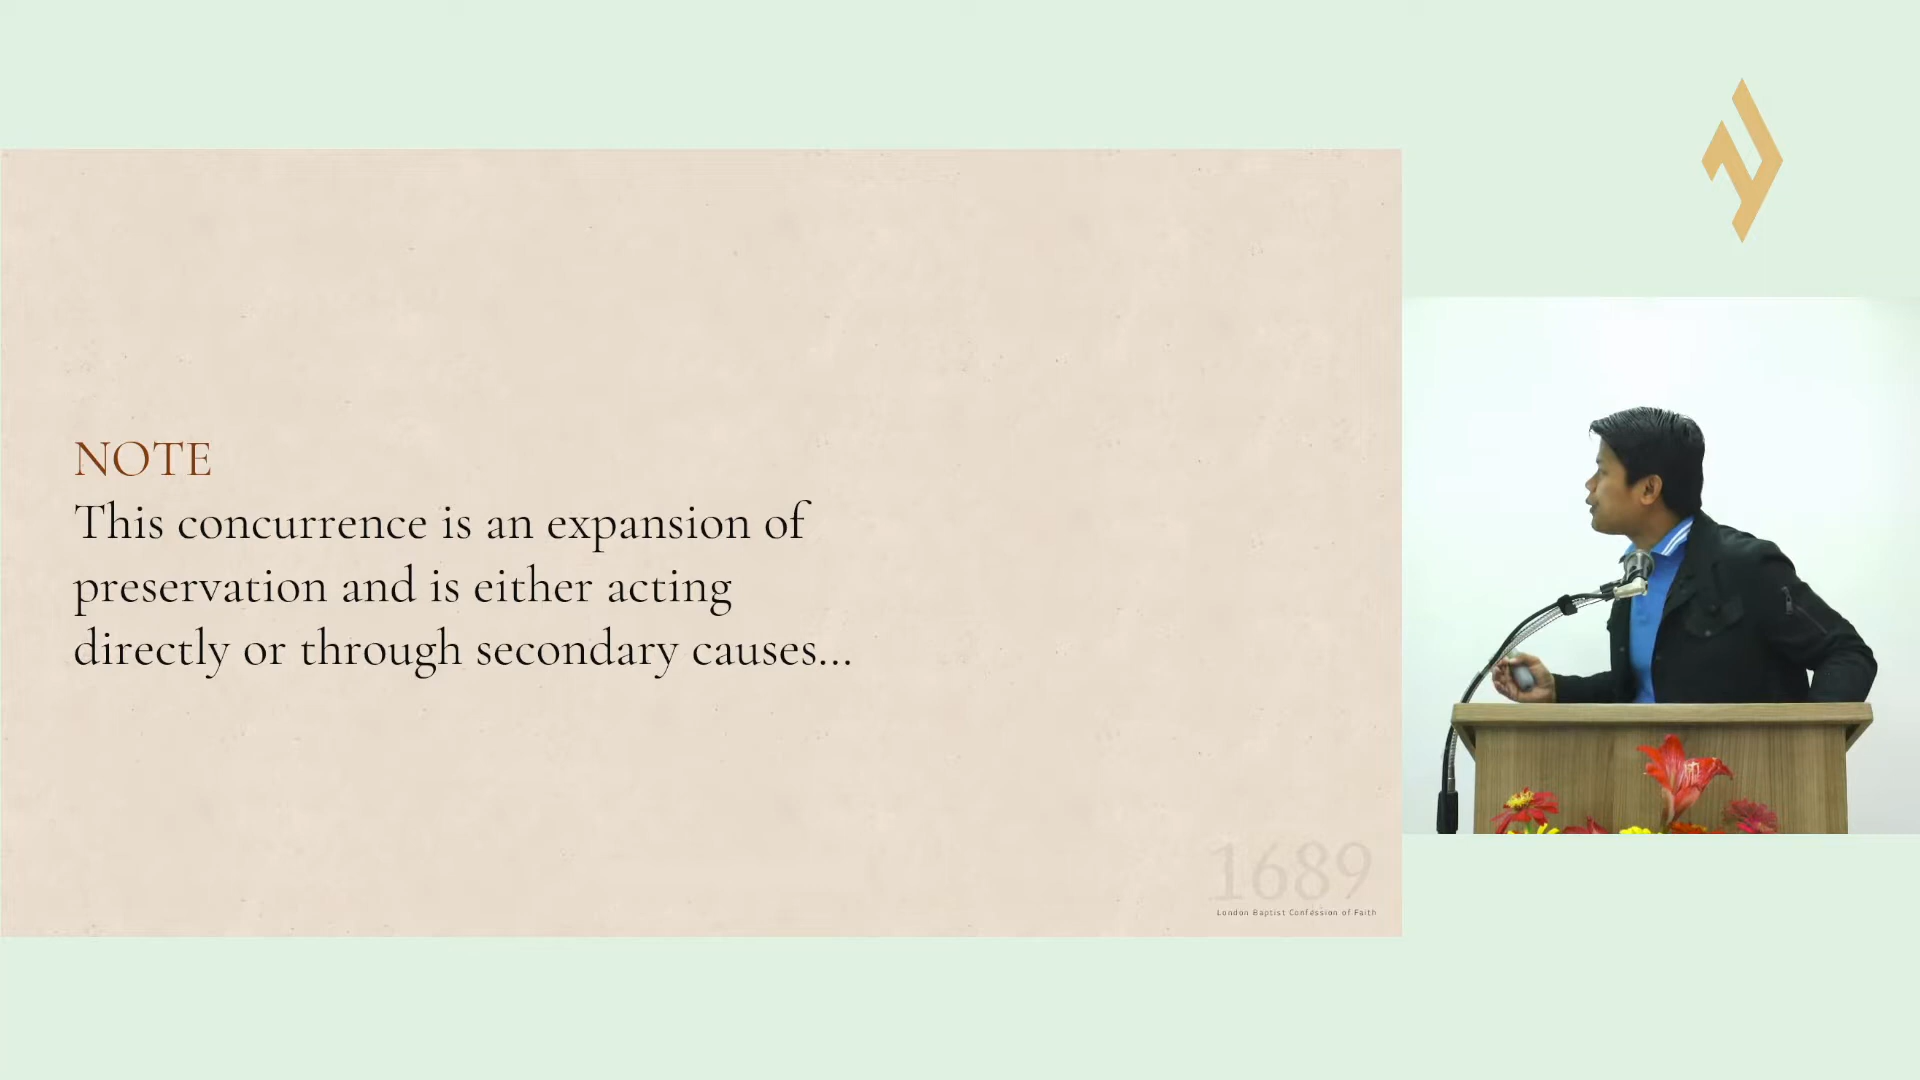 NOTE
This concurrence is an expansion of
preservation and is either acting
directly or through secondary causes...
1689
London Baptist Confession of Faith